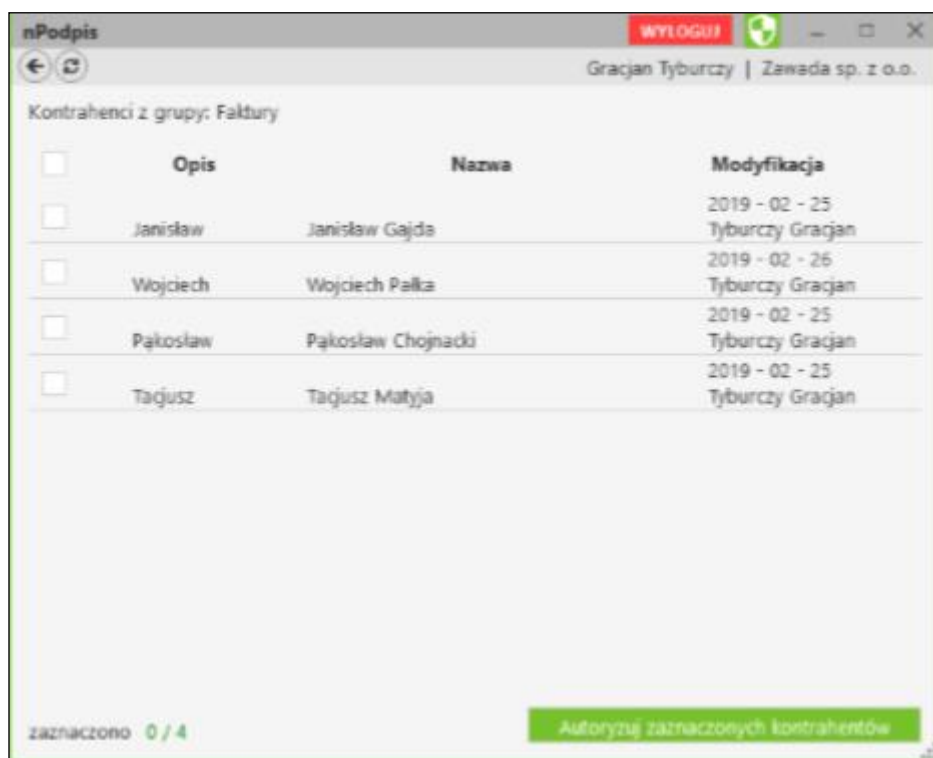 nPodpis WYLOGUJ
Gracjan Tyburczy | Zawada sp. z o.o.
Kontrahenci z grupy: Faktury
Opis Nazwa Modyfikacja
2019 - 02 - 25
Janisław Janisław Gajda Tyburczy Gracjan
2019 - 02 - 26
Wojciech Wojciech Pałka Tyburczy Gracjan
2019 - 02 - 25
Pąkosław Pąkosław Chojnacki Tyburczy Gracjan
2019 - 02 - 25
Tacjusz Tacjusz Matyja Tyburczy Gracjan
zaznaczono 0 / 4 Autoryzuj zaznaczonych kontrahentów